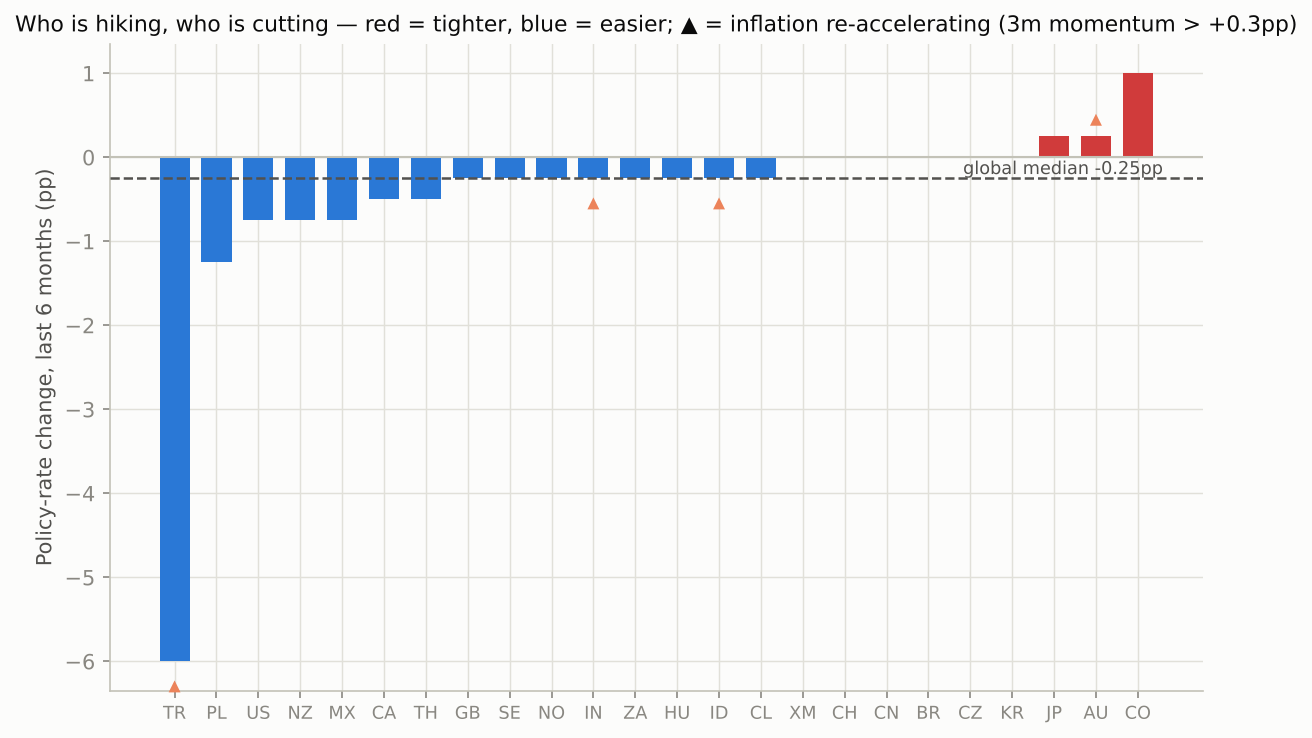 Who is hiking, who is cutting — red = tighter, blue = easier; ▲ = inflation re-accelerating (3m momentum > +0.3pp)
Policy-rate change, last 6 months (pp)
1
0
−1
−2
−3
−4
−5
−6
global median -0.25pp
TR PL US NZ MX CA TH GB SE NO IN ZA HU ID CL XM CH CN BR CZ KR JP AU CO